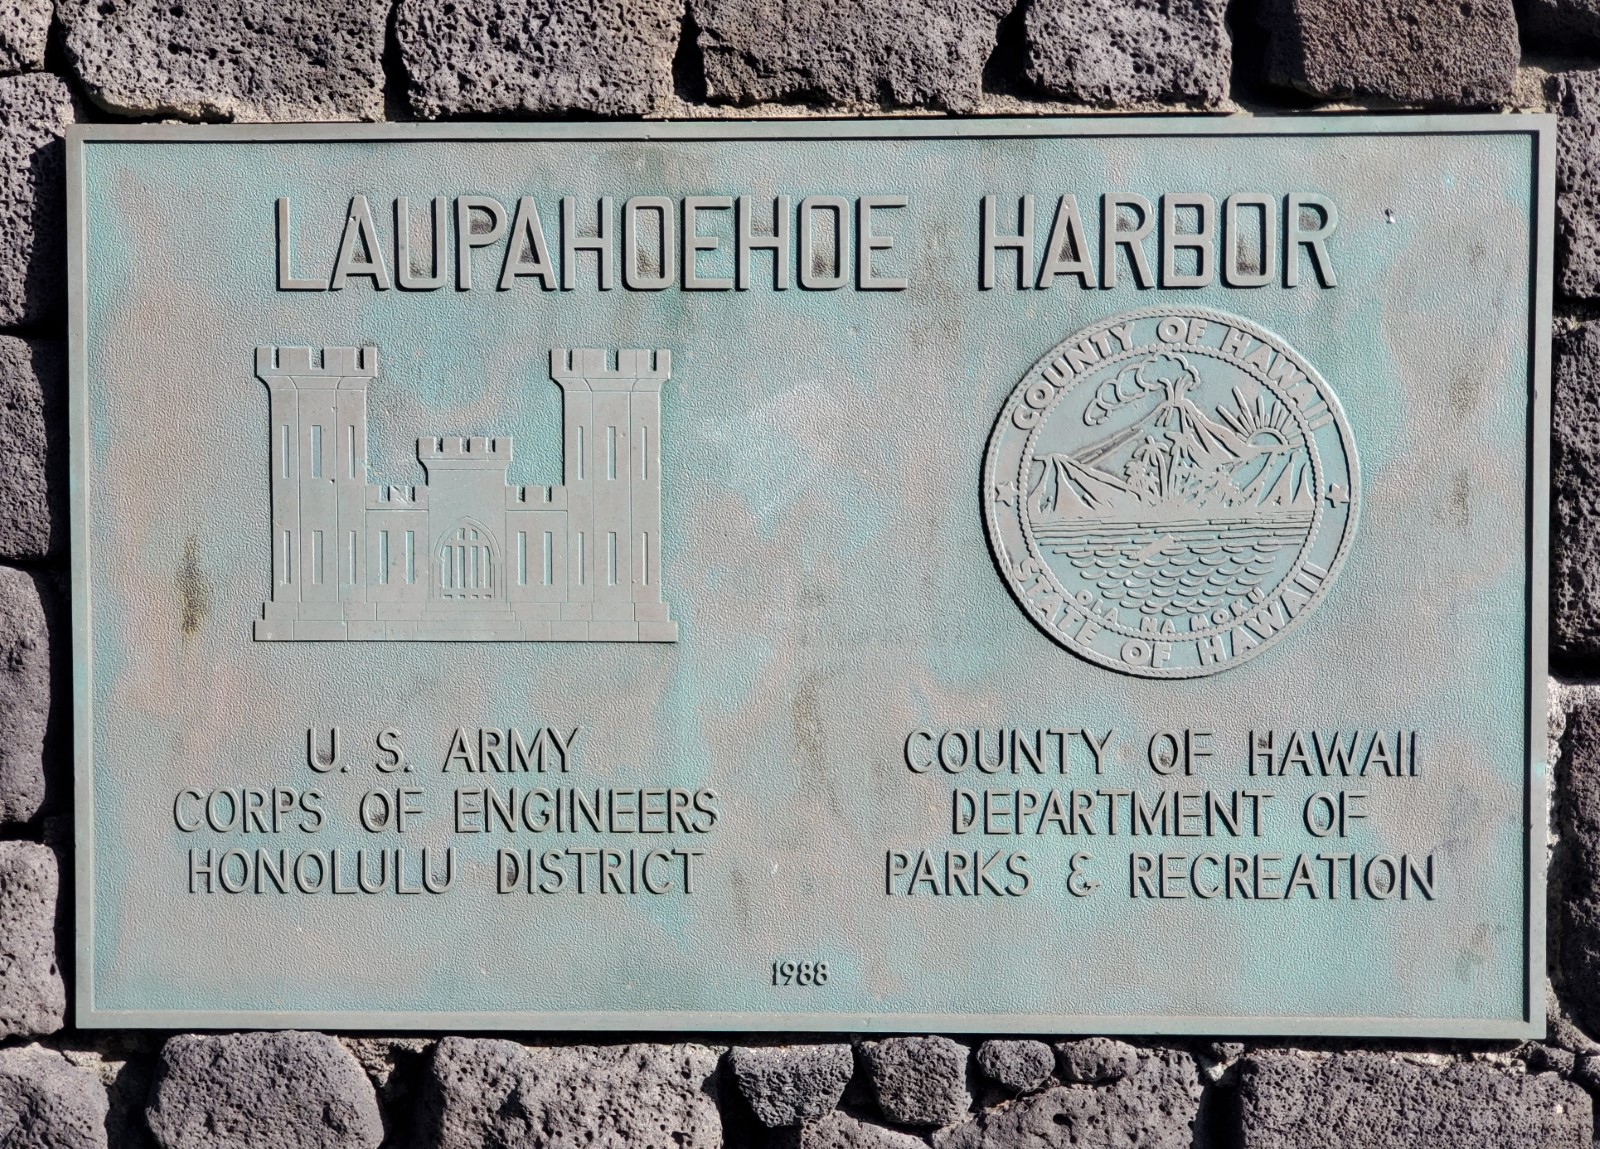 LAUPAHOEHOE HARBOR
COUNTY OF HAWAII
OLA NA MOKU
STATE OF HAWAII
U. S. ARMY
CORPS OF ENGINEERS
HONOLULU DISTRICT
COUNTY OF HAWAII
DEPARTMENT OF
PARKS & RECREATION
1988